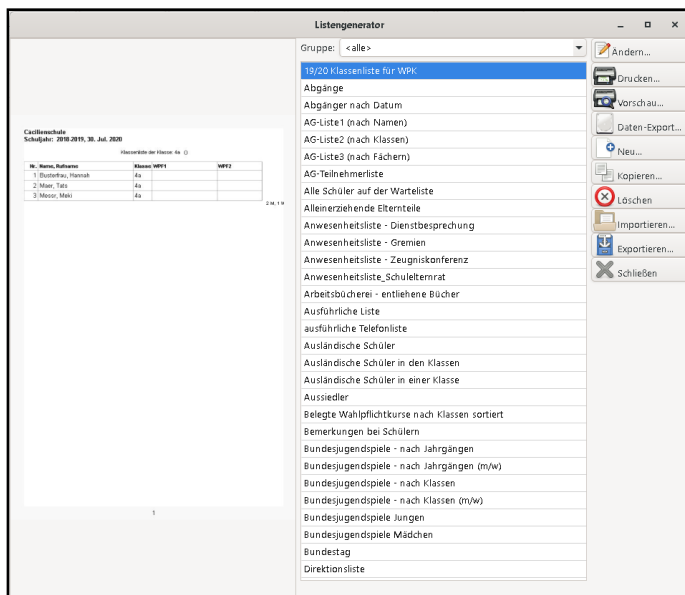 Listengenerator
Gruppe: <alle>
Cäcilienschule
Schuljahr: 2018-2019, 30. Jul. 2020
Klassenliste der Klasse: 4a
Nr. Name, Rufname Klasse WPF1 WPF2
1 Busterfrau, Hannah 4a
2 Maer, Tats 4a
3 Meser, Meki 4a
1
19/20 Klassenliste für WPK
Abgänge
Abgänger nach Datum
AG-Liste1 (nach Namen)
AG-Liste2 (nach Klassen)
AG-Liste3 (nach Fächern)
AG-Teilnehmerliste
Alle Schüler auf der Warteliste
Alleinerziehende Elternteile
Anwesenheitsliste - Dienstbesprechung
Anwesenheitsliste - Gremien
Anwesenheitsliste - Zeugniskonferenz
Anwesenheitsliste_Schulelternrat
Arbeitsbücherei - entliehene Bücher
Ausführliche Liste
ausführliche Telefonliste
Ausländische Schüler
Ausländische Schüler in den Klassen
Ausländische Schüler in einer Klasse
Aussiedler
Belegte Wahlpflichtkurse nach Klassen sortiert
Bemerkungen bei Schülern
Bundesjugendspiele - nach Jahrgängen
Bundesjugendspiele - nach Jahrgängen (m/w)
Bundesjugendspiele - nach Klassen
Bundesjugendspiele - nach Klassen (m/w)
Bundesjugendspiele Jungen
Bundesjugendspiele Mädchen
Bundestag
Direktionsliste
Ändern...
Drucken...
Vorschau...
Daten-Export...
Neu...
Kopieren...
Löschen
Importieren...
Exportieren...
Schließen